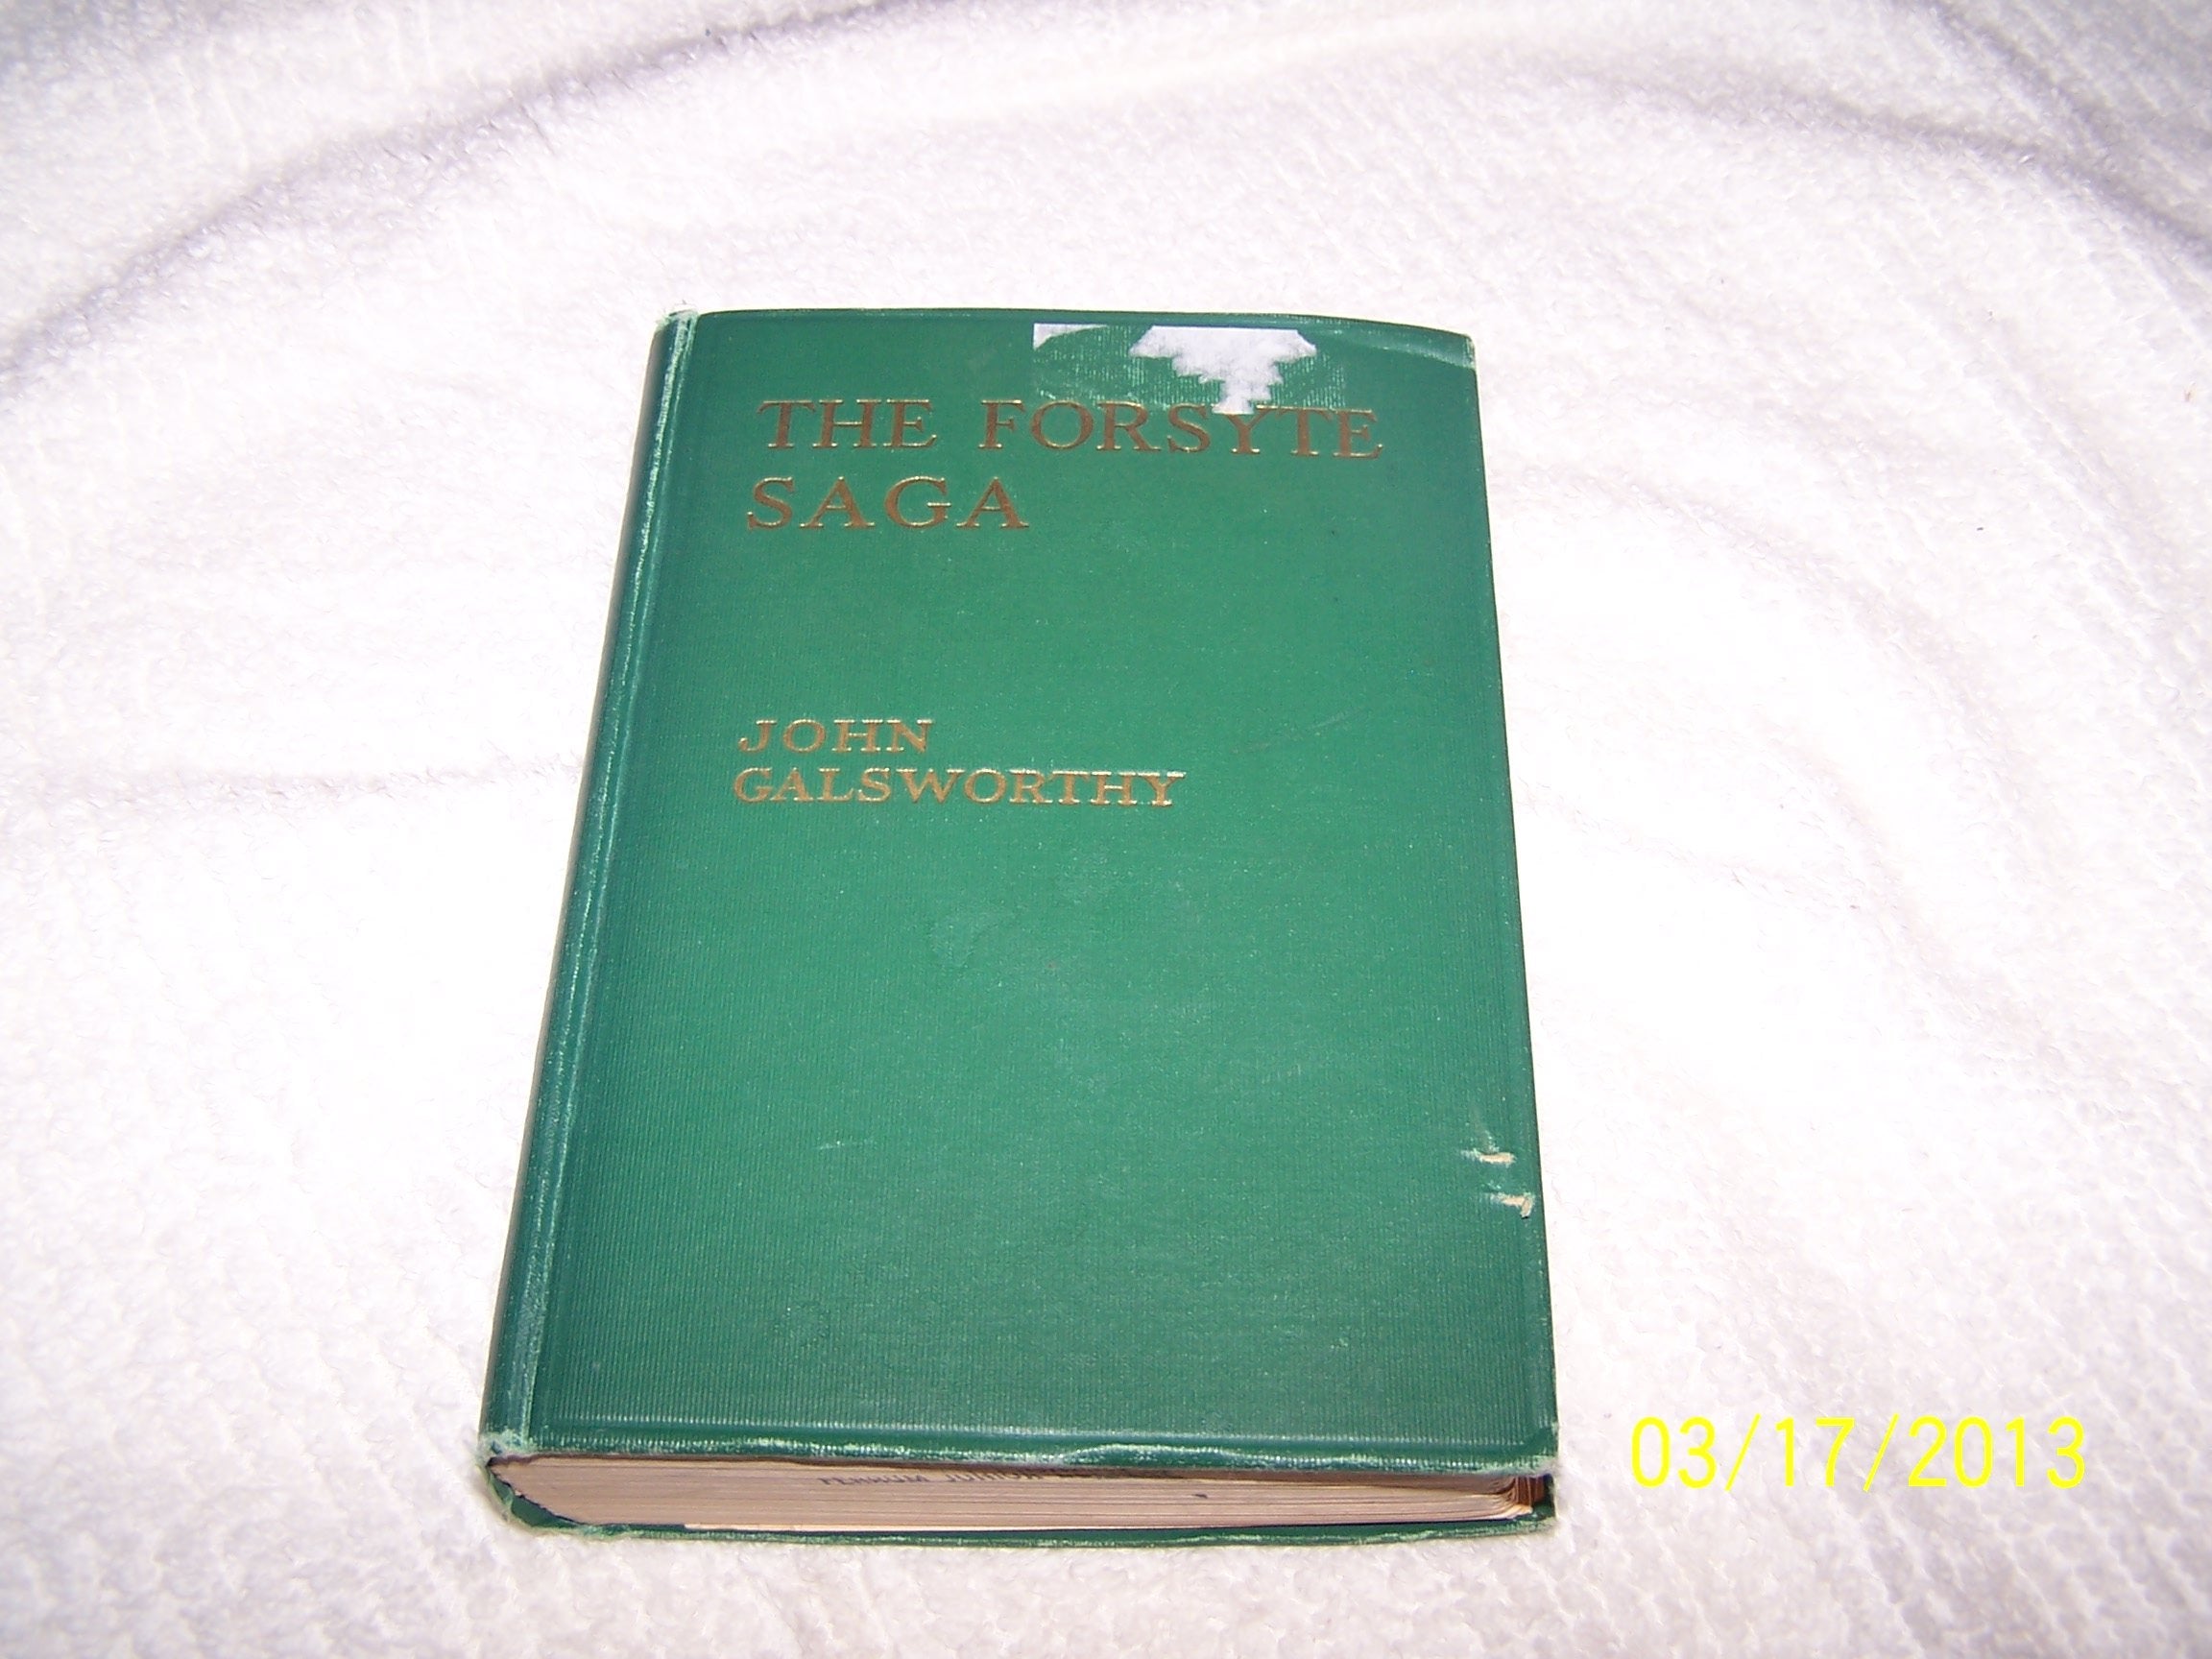 THE FORSYTE
SAGA
JOHN
GALSWORTHY
03/17/2013